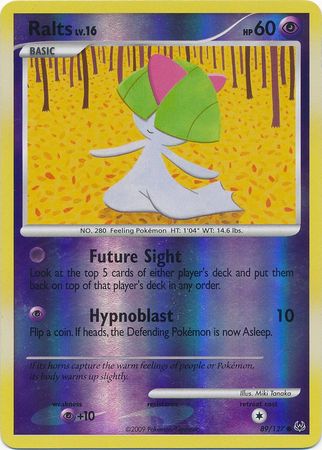 Ralts LV.16 HP 60
BASIC
NO. 280 Feeling Pokémon HT: 1'04" WT: 14.6 lbs.
Future Sight
Look at the top 5 cards of either player's deck and put them
back on top of that player's deck in any order.
Hypnoblast 10
Flip a coin. If heads, the Defending Pokémon is now Asleep.
If its horns capture the warm feelings of people or Pokémon,
its body warms up slightly.
Illus. Miki Tanaka
weakness resistance retreat cost
+10
©2009 Pokémon/Nintendo 89/127